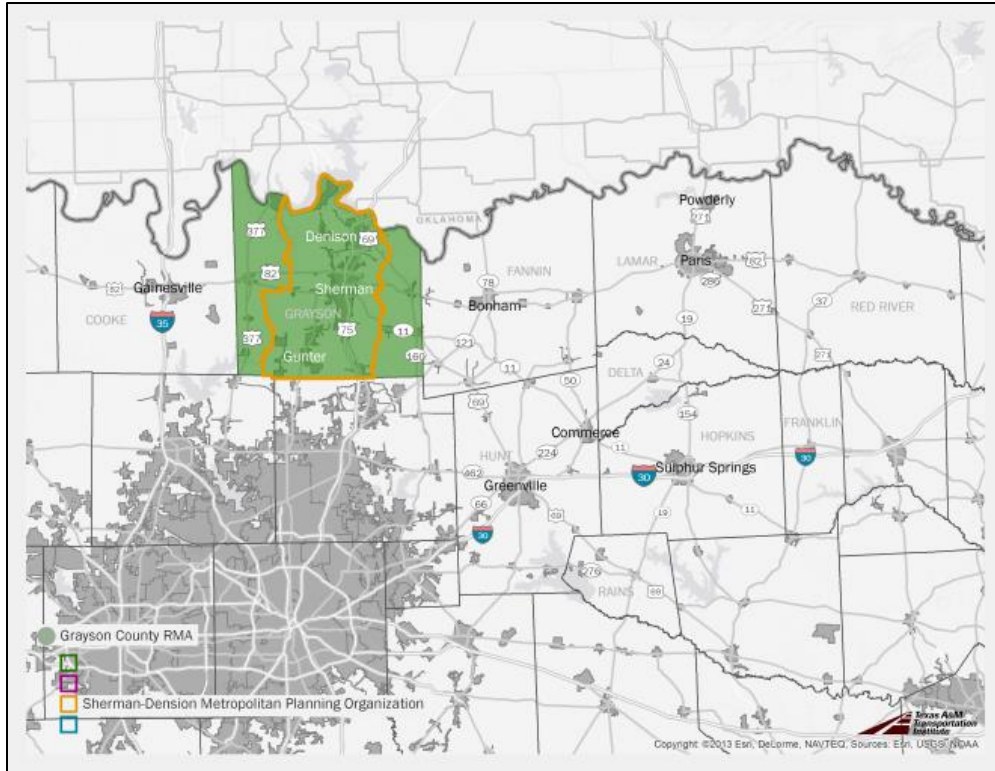 OKLAHOMA
Powderly
271
377
Denison
69
LAMAR
Paris
82
FANNIN
82
280
Gainesville
82
Sherman
78
Bonham
271
37
RED RIVER
COOKE
35
GRAYSON
75
11
19
377
121
271
Gunter
160
11
24
50
DELTA
69
154
FRANKLIN
Commerce
HOPKINS
HUNT
224
11
30
462
30
Sulphur Springs
Greenville
66
69
19
11
30
276
RAINS
69
Grayson County RMA
Sherman-Dension Metropolitan Planning Organization
Texas A&M
Transportation
Institute
Copyright: ©2013 Esri, DeLorme, NAVTEQ, Sources: Esri, USGS, NOAA